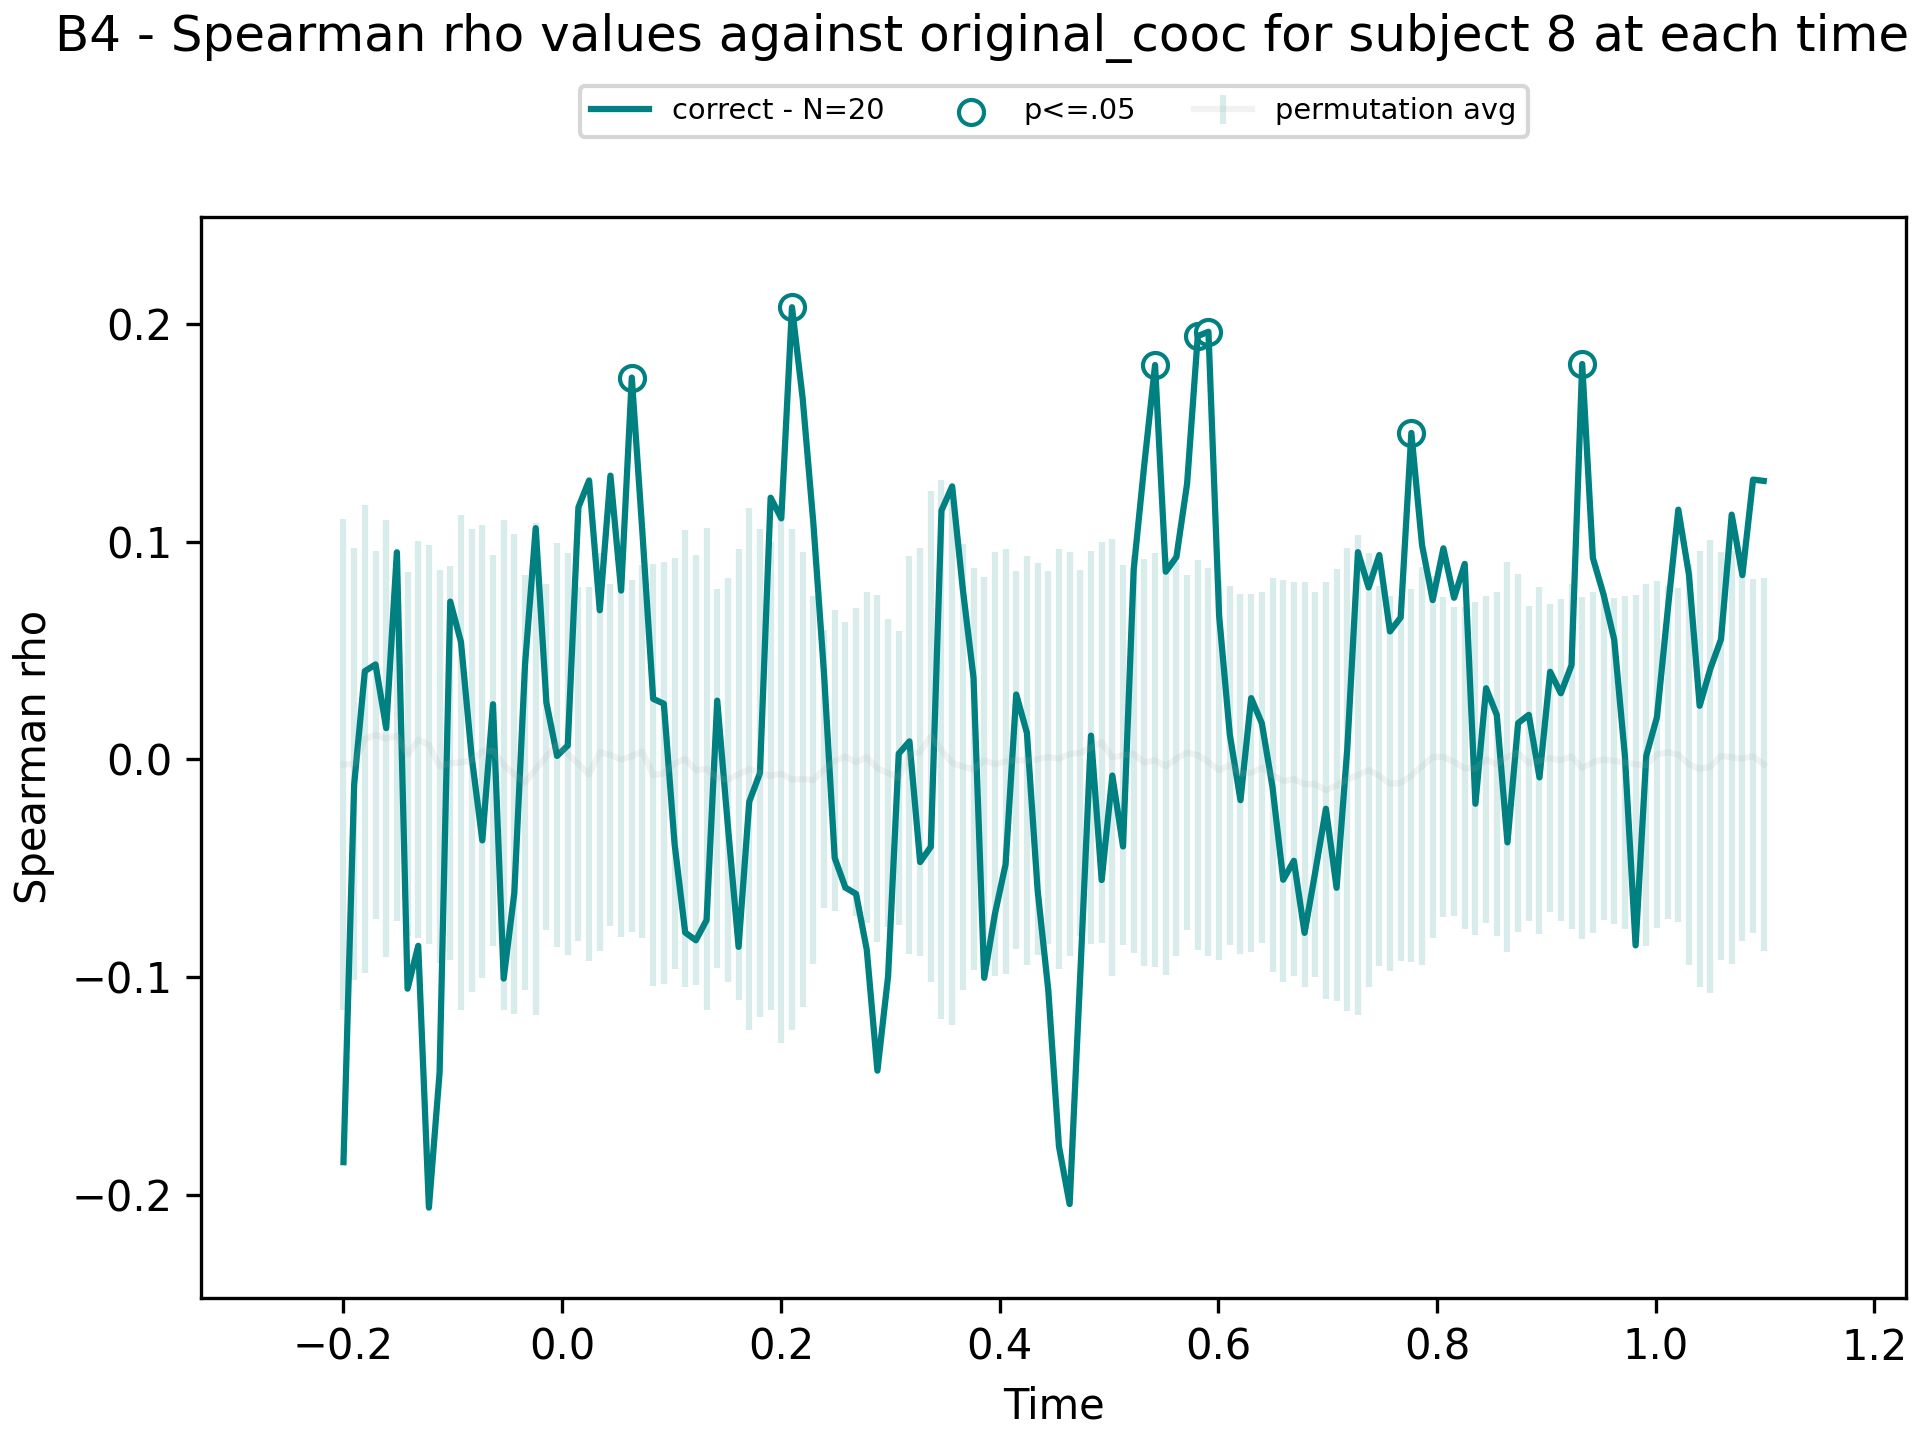 B4 - Spearman rho values against original_cooc for subject 8 at each time
correct - N=20 p<=.05 permutation avg
0.2
0.1
0.0
−0.1
−0.2
Spearman rho
−0.2 0.0 0.2 0.4 0.6 0.8 1.0 1.2
Time